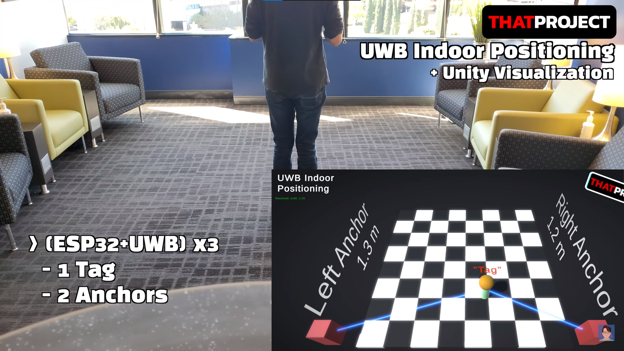 THATPROJECT
UWB Indoor Positioning
+ Unity Visualization
UWB Indoor
Positioning
THATPR
Left Anchor
1.3 m
Right Anchor
1.2 m
"Tag"
> (ESP32+UWB) x3
- 1 Tag
- 2 Anchors